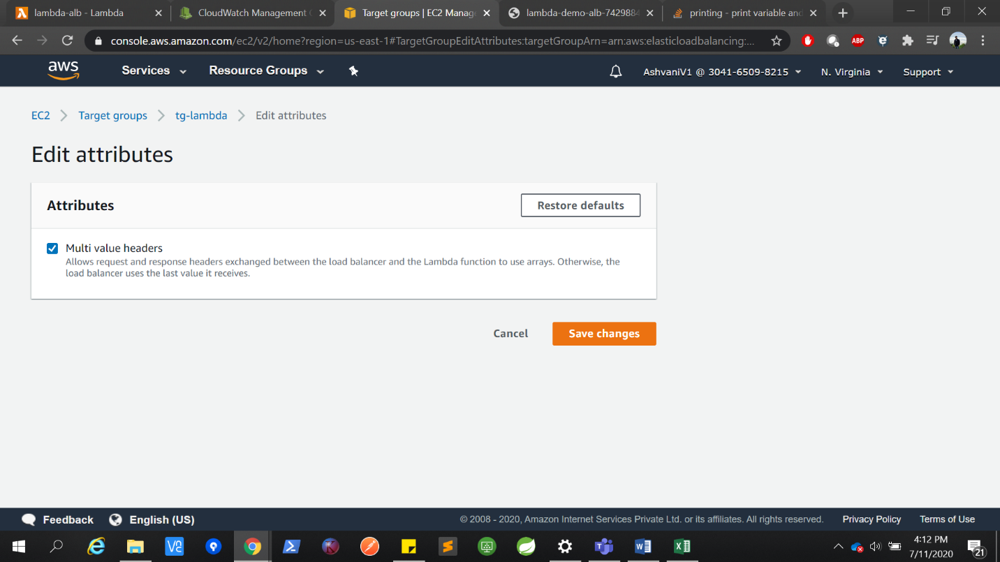 lambda-alb - Lambda
CloudWatch Management
Target groups | EC2 Manag
lambda-demo-alb-742988
printing - print variable and
console.aws.amazon.com/ec2/v2/home?region=us-east-1#TargetGroupEditAttributes:targetGroupArn=arn:aws:elasticloadbalancing:...
ABP
aws
Services
Resource Groups
AshvaniV1 @ 3041-6509-8215
N. Virginia
Support
EC2
Target groups
tg-lambda
Edit attributes
Edit attributes
Attributes
Restore defaults
Multi value headers
Allows request and response headers exchanged between the load balancer and the Lambda function to use arrays. Otherwise, the
load balancer uses the last value it receives.
Cancel
Save changes
Feedback
English (US)
© 2008 - 2020, Amazon Internet Services Private Ltd. or its affiliates. All rights reserved.
Privacy Policy
Terms of Use
4:12 PM
7/11/2020
21